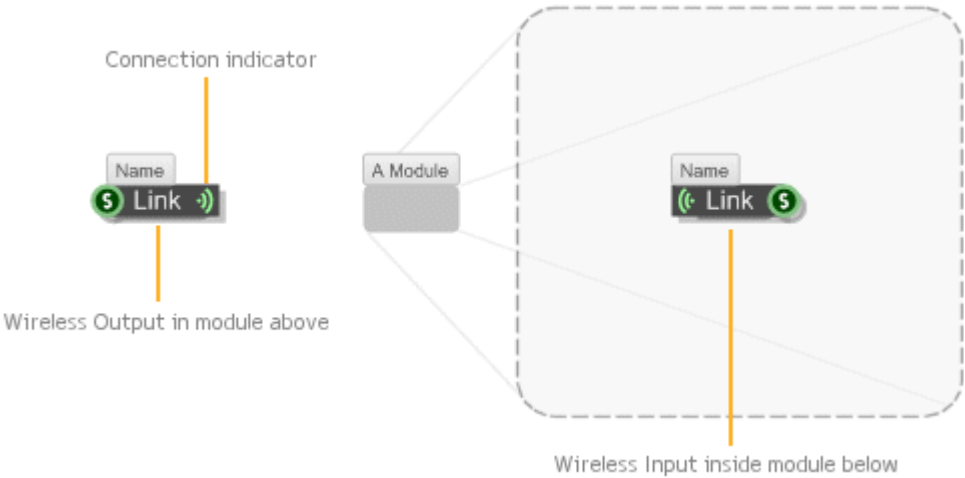 Connection indicator
Name
S Link
A Module
Name
Link S
Wireless Output in module above
Wireless Input inside module below